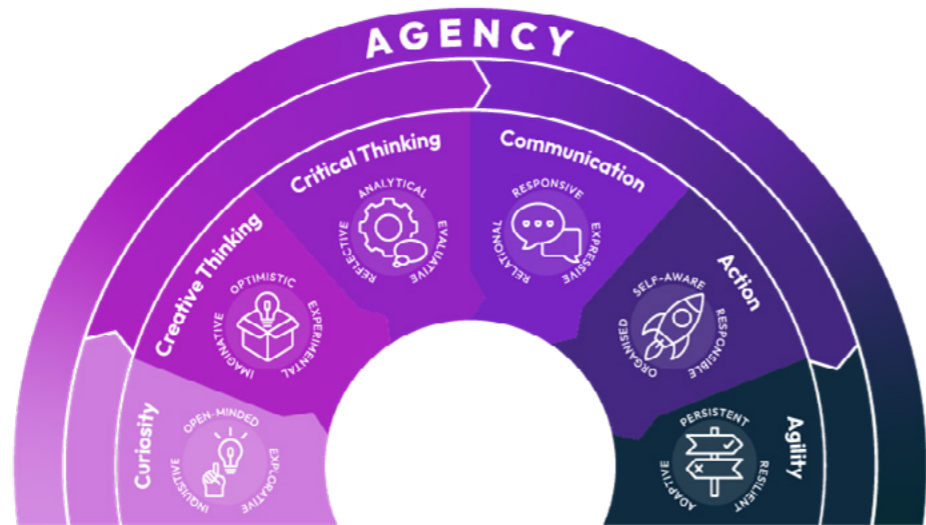 AGENCY
Curiosity
OPEN-MINDED
INQUISITIVE
EXPLORATIVE
Creative Thinking
OPTIMISTIC
IMAGINATIVE
EXPERIMENTAL
Critical Thinking
ANALYTICAL
REFLECTIVE
EVALUATIVE
Communication
RESPONSIVE
RELATIONAL
EXPRESSIVE
Action
SELF-AWARE
ORGANISED
RESPONSIBLE
Agility
PERSISTENT
ADAPTIVE
RESILIENT